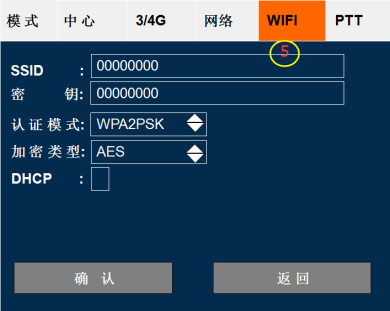 模式 中心 3/4G 网络 WIFI PTT
5
SSID : 00000000
密 钥: 00000000
认证模式: WPA2PSK
加密类型: AES
DHCP :
确 认 返回